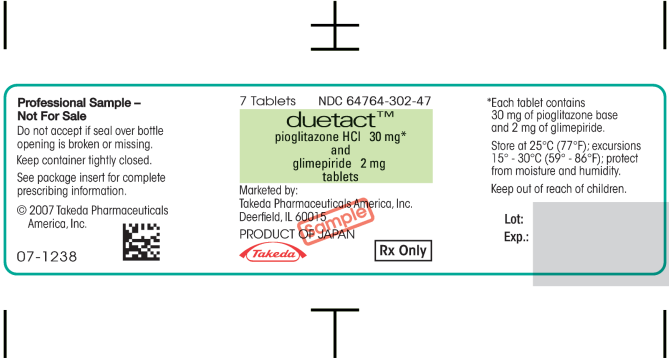 Professional Sample –
Not For Sale
Do not accept if seal over bottle
opening is broken or missing.
Keep container tightly closed.
See package insert for complete
prescribing information.
© 2007 Takeda Pharmaceuticals
America, Inc.
07-1238
7 Tablets NDC 64764-302-47
duetact™
pioglitazone HCl 30 mg*
and
glimepiride 2 mg
tablets
Marketed by:
Takeda Pharmaceuticals America, Inc.
Deerfield, IL 60015
Sample
PRODUCT OF JAPAN
Takeda
Rx Only
*Each tablet contains
30 mg of pioglitazone base
and 2 mg of glimepiride.
Store at 25°C (77°F); excursions
15° - 30°C (59° - 86°F); protect
from moisture and humidity.
Keep out of reach of children.
Lot:
Exp.: